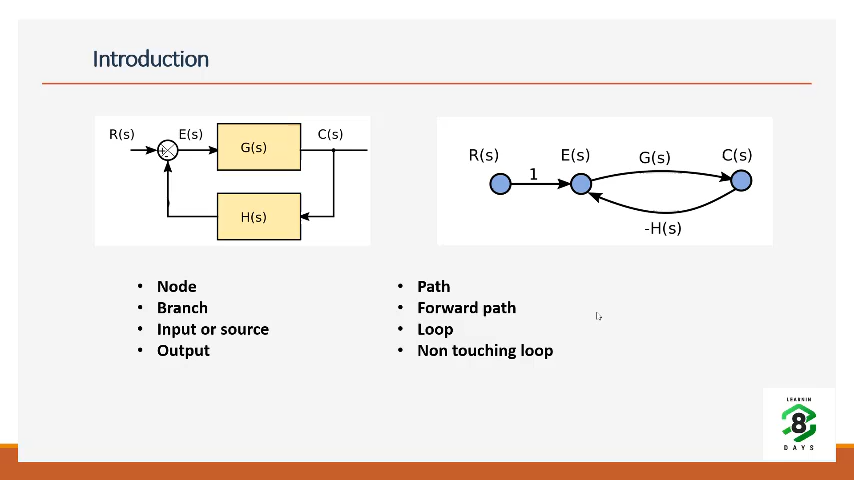 Introduction
R(s)
E(s)
G(s)
C(s)
+
-
H(s)
R(s)
E(s)
G(s)
C(s)
1
-H(s)
• Node
• Branch
• Input or source
• Output
• Path
• Forward path
• Loop
• Non touching loop
LEARNIN
8
DAYS